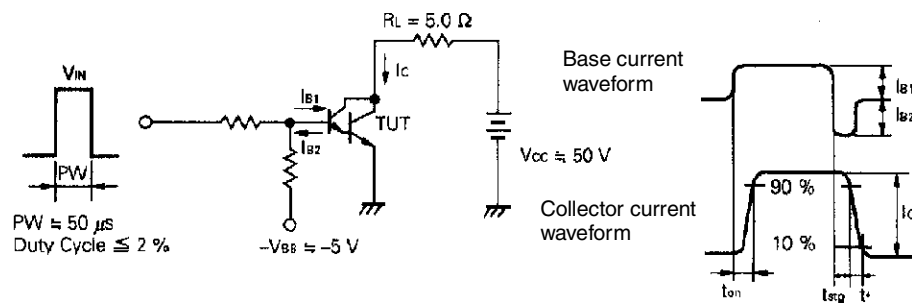 RL = 5.0 Ω
VIN
IC
IB1
TUT
IB2
VCC ≒ 50 V
PW
PW ≒ 50 μs
Duty Cycle ≦ 2 %
−VBB ≒ −5 V
Base current
waveform
IB1
IB2
Collector current
waveform
90 %
10 %
IC
ton
tstg
tf